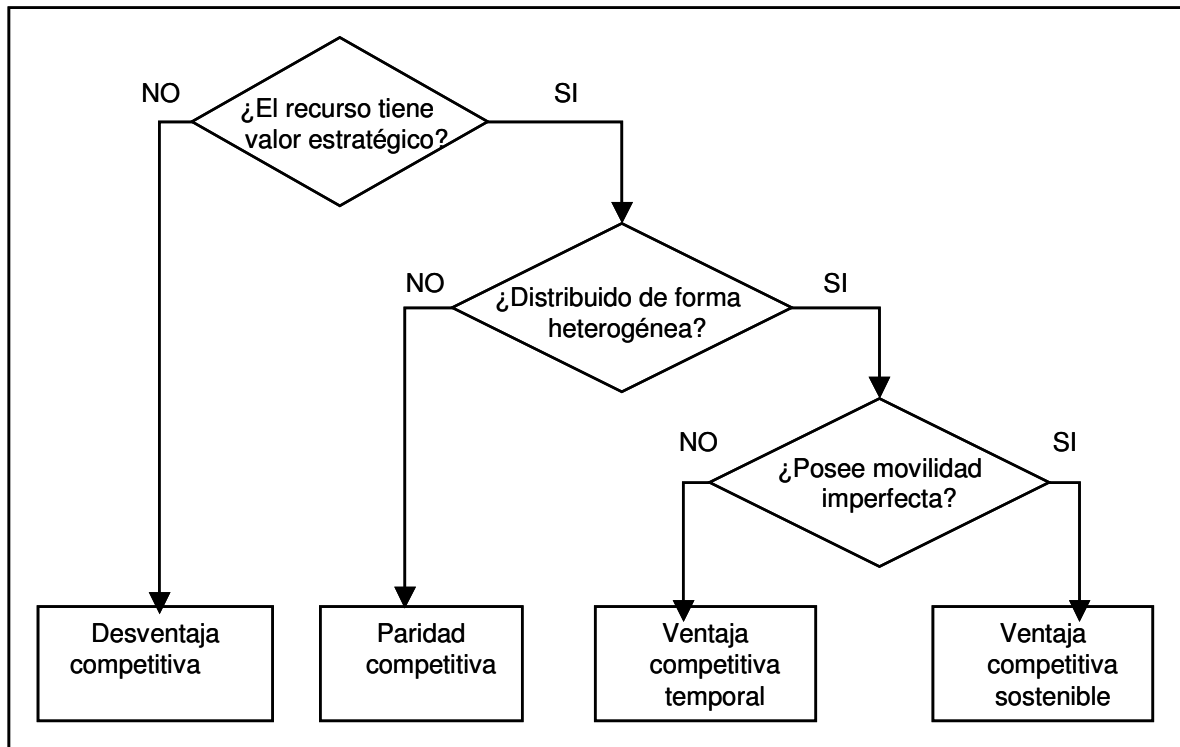 NO
SI
¿El recurso tiene
valor estratégico?
NO
SI
¿Distribuido de forma
heterogénea?
NO
SI
¿Posee movilidad
imperfecta?
Desventaja
competitiva
Paridad
competitiva
Ventaja
competitiva
temporal
Ventaja
competitiva
sostenible